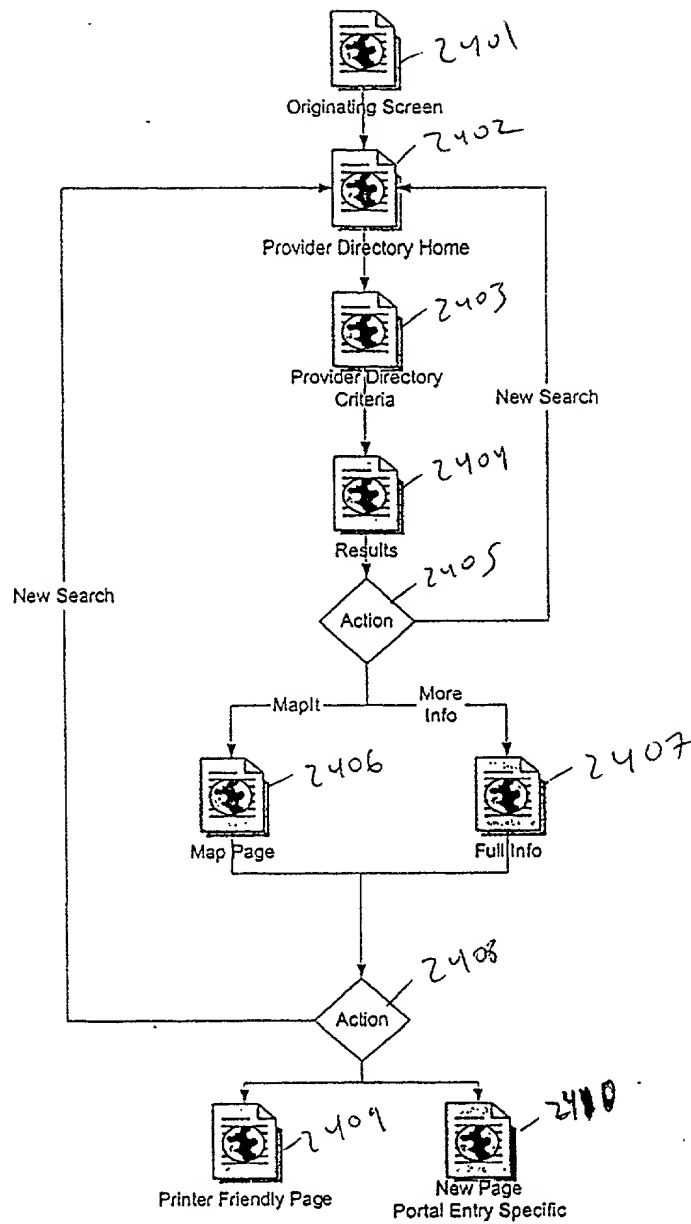 2401
Originating Screen
2402
Provider Directory Home
2403
Provider Directory
Criteria
New Search
2404
Results
2405
New Search
Action
MapIt
More
Info
2406
2407
Map Page
Full Info
2408
Action
2409
2410
Printer Friendly Page
New Page
Portal Entry Specific